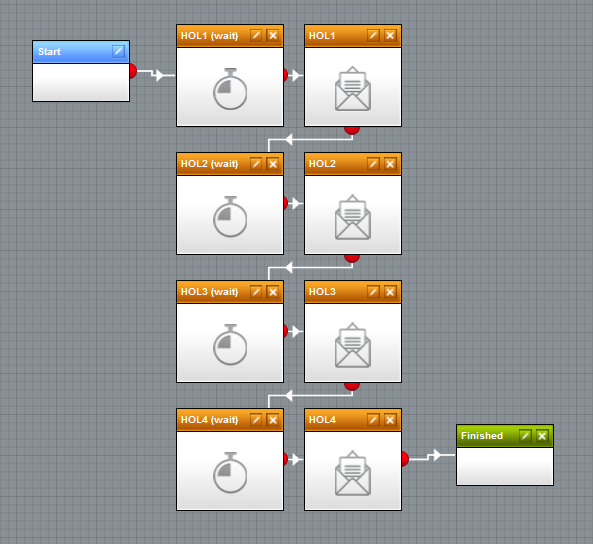 Start
HOL1 (wait)
HOL1
HOL2 (wait)
HOL2
HOL3 (wait)
HOL3
HOL4 (wait)
HOL4
Finished